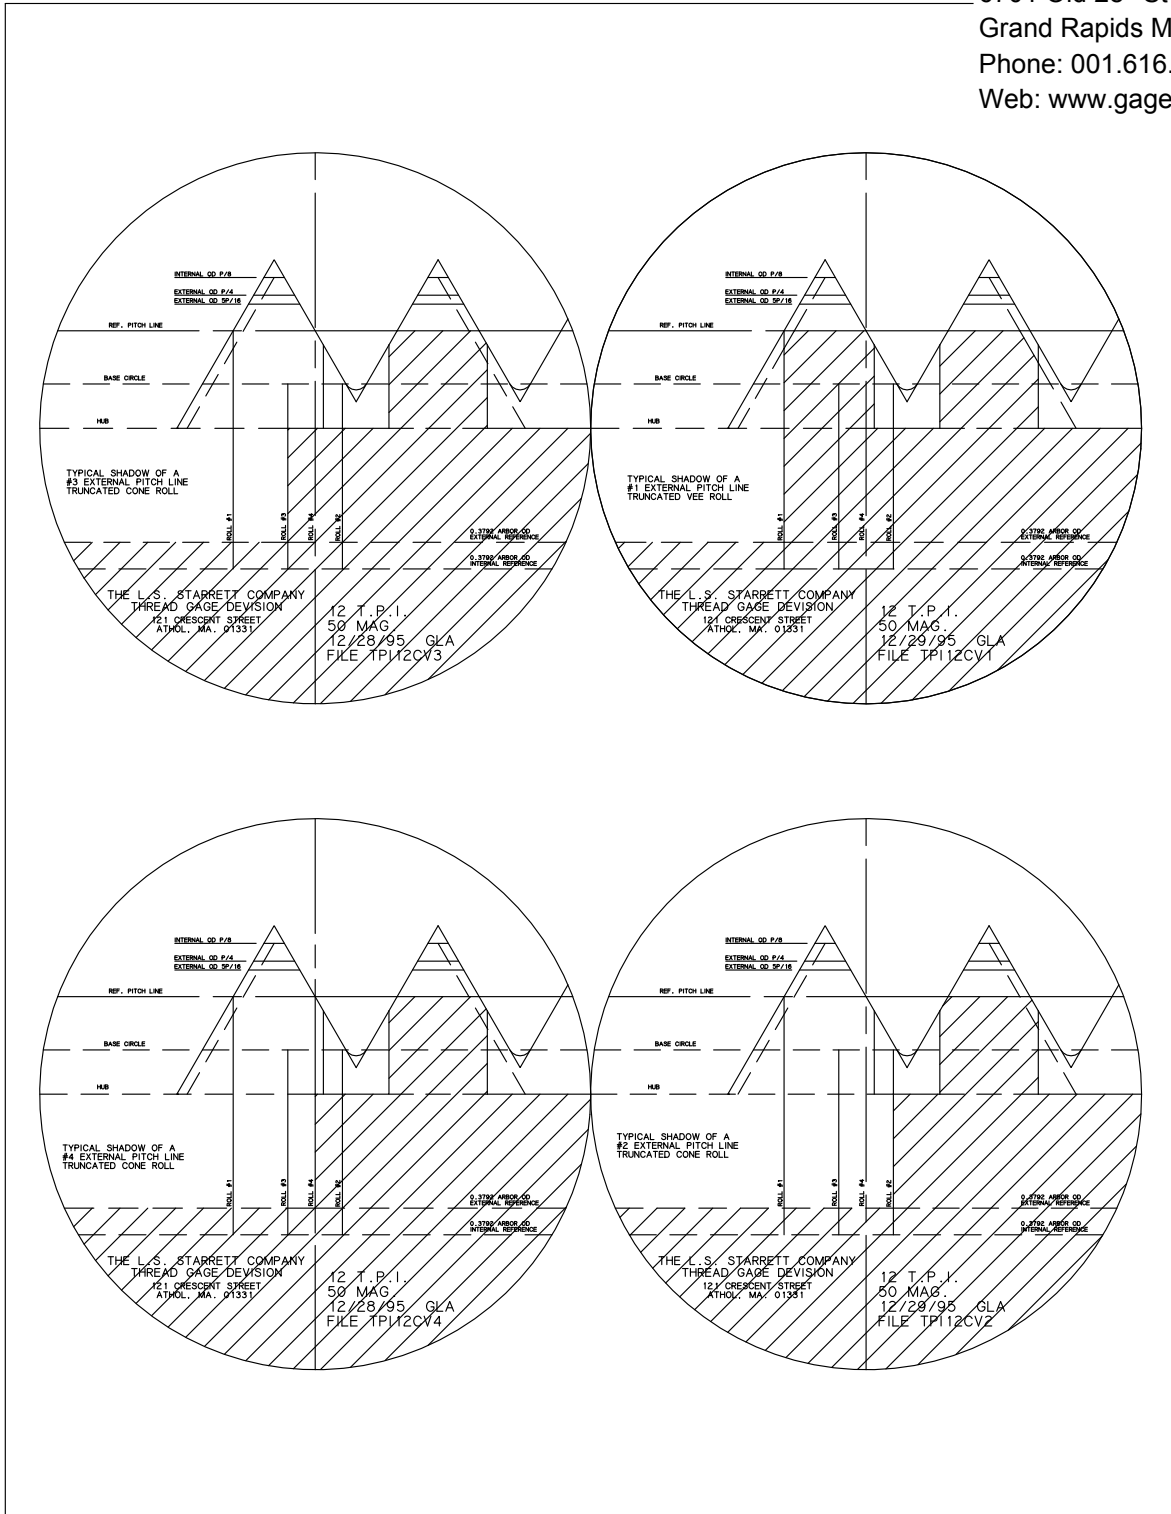 Grand Rapids M
Phone: 001.616.
Web: www.gage
INTERNAL OD P/8
EXTERNAL OD P/4
EXTERNAL OD 5P/16
REF. PITCH LINE
BASE CIRCLE
HUB
TYPICAL SHADOW OF A
#3 EXTERNAL PITCH LINE
TRUNCATED CONE ROLL
ROLL #1
ROLL #3
ROLL #4
ROLL #2
0.3792 ARBOR OD
EXTERNAL REFERENCE
0.3792 ARBOR OD
INTERNAL REFERENCE
THE L.S. STARRETT COMPANY
THREAD GAGE DEVISION
121 CRESCENT STREET
ATHOL, MA. 01331
12 T.P.I.
50 MAG.
12/28/95 GLA
FILE TPI12CV3
INTERNAL OD P/8
EXTERNAL OD P/4
EXTERNAL OD 5P/16
REF. PITCH LINE
BASE CIRCLE
HUB
TYPICAL SHADOW OF A
#1 EXTERNAL PITCH LINE
TRUNCATED VEE ROLL
ROLL #1
ROLL #3
ROLL #4
ROLL #2
0.3792 ARBOR OD
EXTERNAL REFERENCE
0.3792 ARBOR OD
INTERNAL REFERENCE
THE L.S. STARRETT COMPANY
THREAD GAGE DEVISION
121 CRESCENT STREET
ATHOL, MA. 01331
12 T.P.I.
50 MAG.
12/29/95 GLA
FILE TPI12CV1
INTERNAL OD P/8
EXTERNAL OD P/4
EXTERNAL OD 5P/16
REF. PITCH LINE
BASE CIRCLE
HUB
TYPICAL SHADOW OF A
#4 EXTERNAL PITCH LINE
TRUNCATED CONE ROLL
ROLL #1
ROLL #3
ROLL #4
ROLL #2
0.3792 ARBOR OD
EXTERNAL REFERENCE
0.3792 ARBOR OD
INTERNAL REFERENCE
THE L.S. STARRETT COMPANY
THREAD GAGE DEVISION
121 CRESCENT STREET
ATHOL, MA. 01331
12 T.P.I.
50 MAG.
12/28/95 GLA
FILE TPI12CV4
INTERNAL OD P/8
EXTERNAL OD P/4
EXTERNAL OD 5P/16
REF. PITCH LINE
BASE CIRCLE
HUB
TYPICAL SHADOW OF A
#2 EXTERNAL PITCH LINE
TRUNCATED CONE ROLL
ROLL #1
ROLL #3
ROLL #4
ROLL #2
0.3792 ARBOR OD
EXTERNAL REFERENCE
0.3792 ARBOR OD
INTERNAL REFERENCE
THE L.S. STARRETT COMPANY
THREAD GAGE DEVISION
121 CRESCENT STREET
ATHOL, MA. 01331
12 T.P.I.
50 MAG.
12/29/95 GLA
FILE TPI12CV2